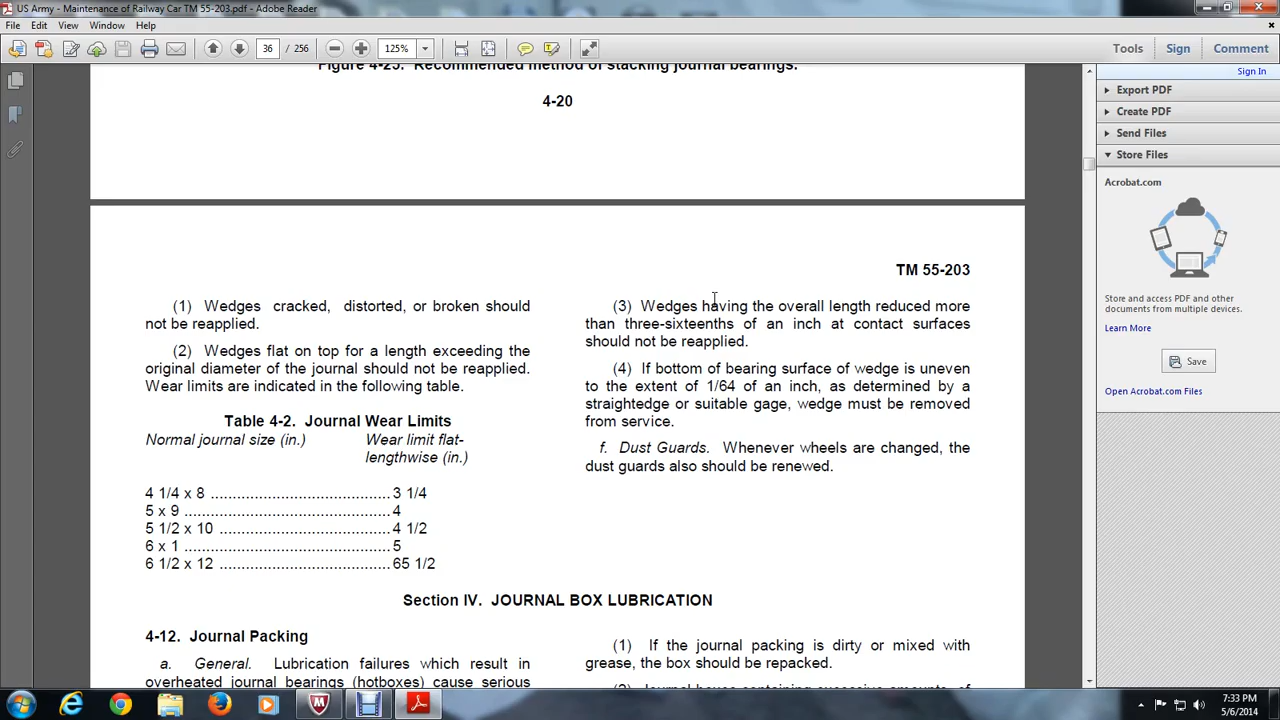 US Army - Maintenance of Railway Car TM 55-203.pdf - Adobe Reader
File Edit View Window Help
36 / 256
125%
Tools Sign Comment
Sign In
Export PDF
Create PDF
Send Files
Store Files
Acrobat.com
Store and access PDF and other
documents from multiple devices.
Learn More
Save
Open Acrobat.com Files
Figure 4-25. Recommended method of stacking journal bearings.
4-20
TM 55-203
(1) Wedges cracked, distorted, or broken should
not be reapplied.
(2) Wedges flat on top for a length exceeding the
original diameter of the journal should not be reapplied.
Wear limits are indicated in the following table.
Table 4-2. Journal Wear Limits
Normal journal size (in.) Wear limit flat-
lengthwise (in.)
4 1/4 x 8 ........................................ 3 1/4
5 x 9 .............................................. 4
5 1/2 x 10 ...................................... 4 1/2
6 x 1 .............................................. 5
6 1/2 x 12 ...................................... 65 1/2
(3) Wedges having the overall length reduced more
than three-sixteenths of an inch at contact surfaces
should not be reapplied.
(4) If bottom of bearing surface of wedge is uneven
to the extent of 1/64 of an inch, as determined by a
straightedge or suitable gage, wedge must be removed
from service.
f. Dust Guards. Whenever wheels are changed, the
dust guards also should be renewed.
Section IV. JOURNAL BOX LUBRICATION
4-12. Journal Packing
a. General. Lubrication failures which result in
overheated journal bearings (hotboxes) cause serious
(1) If the journal packing is dirty or mixed with
grease, the box should be repacked.
7:33 PM
5/6/2014